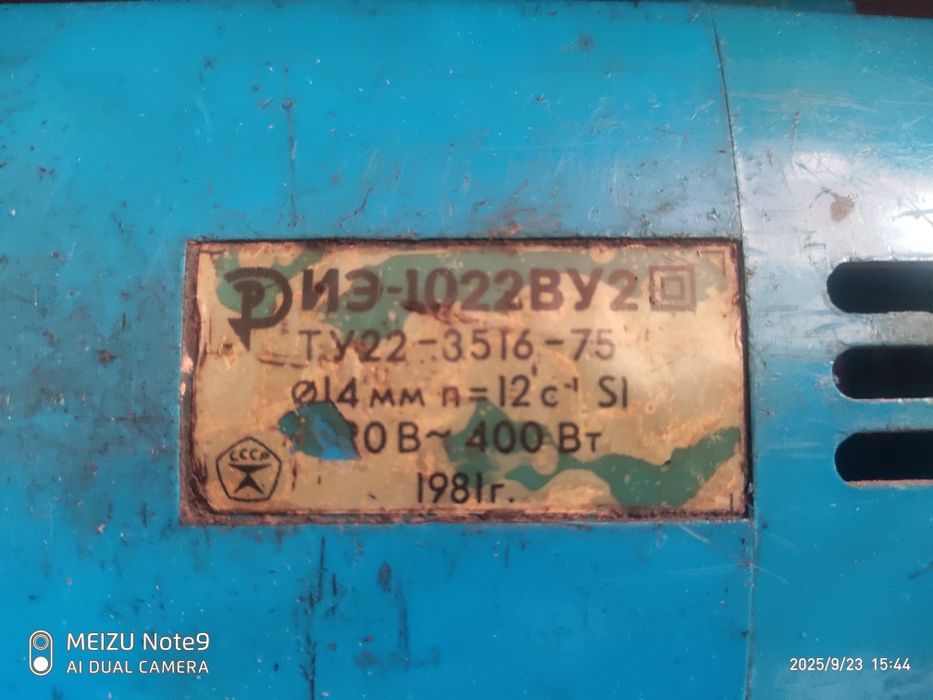 ИЭ-1022ВУ2
ТУ22-3516-75
⌀14 мм n=12 с⁻¹ S1
0 В~ 400 Вт
СССР
1981г.
MEIZU Note9
AI DUAL CAMERA
2025/9/23 15:44